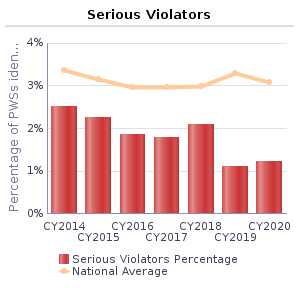 Serious Violators
Percentage of PWSs iden...
4%
3%
2%
1%
0%
CY2014
CY2015
CY2016
CY2017
CY2018
CY2019
CY2020
Serious Violators Percentage
National Average